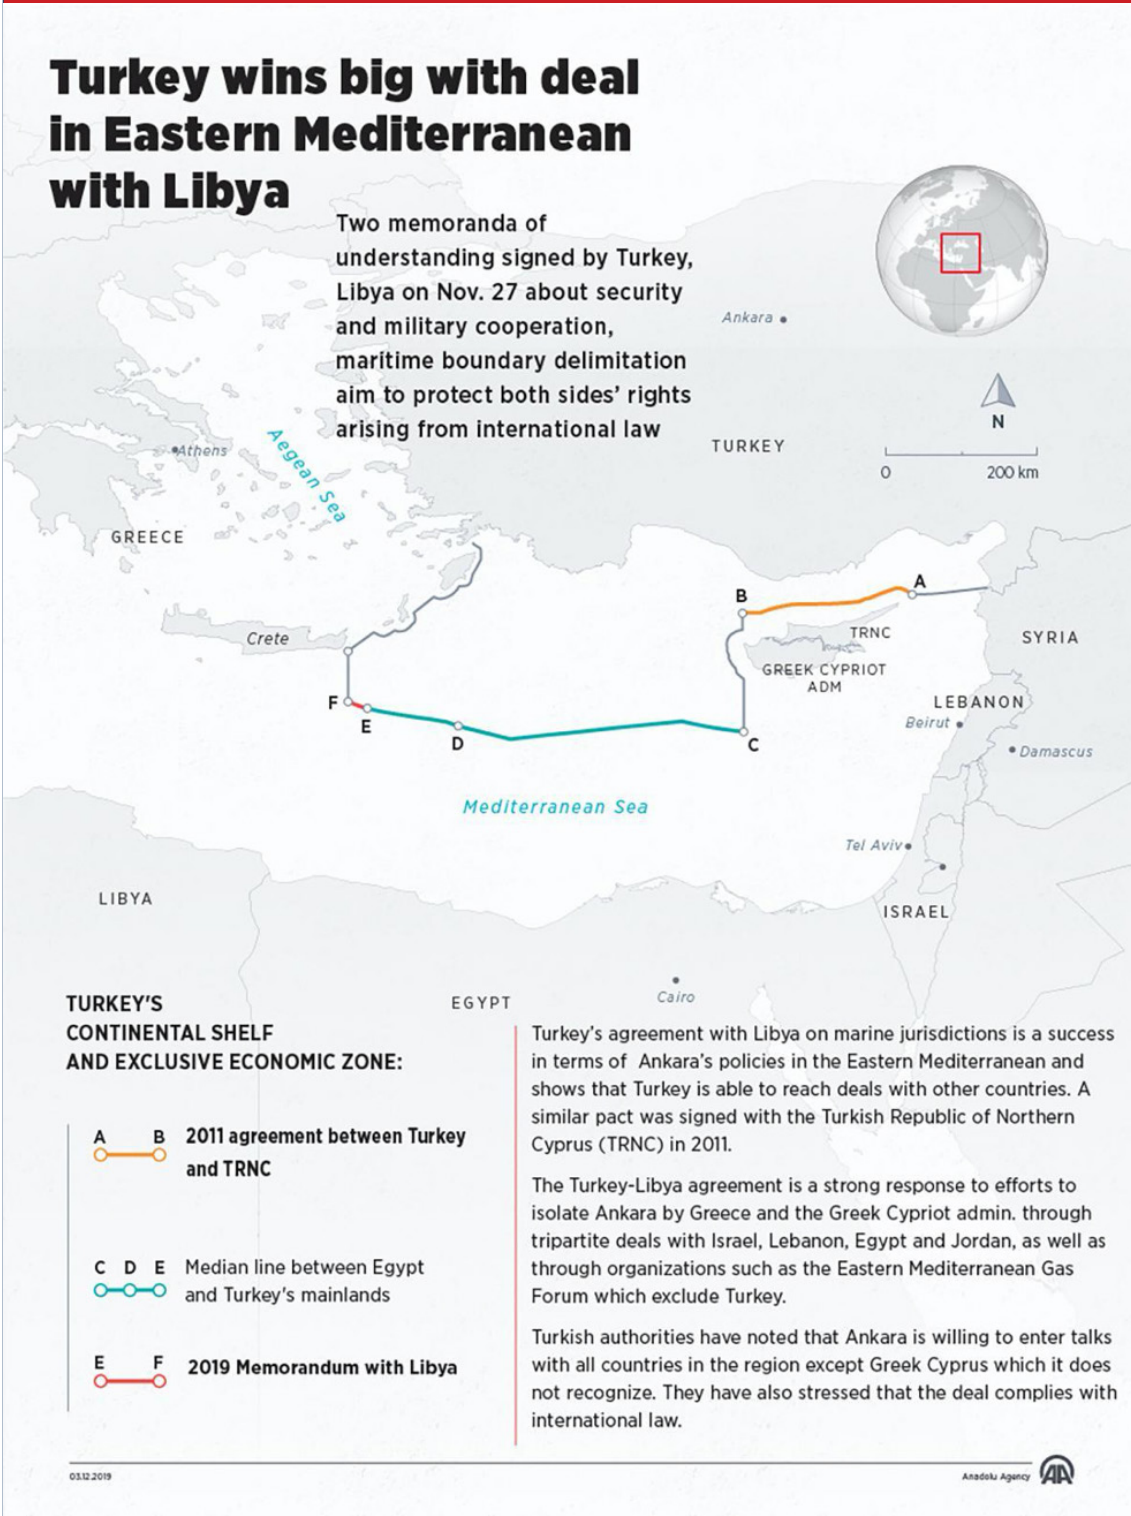 Turkey wins big with deal
in Eastern Mediterranean
with Libya
Two memoranda of
understanding signed by Turkey,
Libya on Nov. 27 about security
and military cooperation,
maritime boundary delimitation
aim to protect both sides' rights
arising from international law
Ankara
N
0 200 km
TURKEY
Athens
Aegean Sea
GREECE
A
B
Crete
TRNC
SYRIA
GREEK CYPRIOT
ADM
F
E
D
C
LEBANON
Beirut
Damascus
Mediterranean Sea
Tel Aviv
LIBYA
ISRAEL
EGYPT
Cairo
TURKEY'S
CONTINENTAL SHELF
AND EXCLUSIVE ECONOMIC ZONE:
A B 2011 agreement between Turkey
and TRNC
C D E Median line between Egypt
and Turkey's mainlands
E F 2019 Memorandum with Libya
Turkey's agreement with Libya on marine jurisdictions is a success
in terms of Ankara's policies in the Eastern Mediterranean and
shows that Turkey is able to reach deals with other countries. A
similar pact was signed with the Turkish Republic of Northern
Cyprus (TRNC) in 2011.
The Turkey-Libya agreement is a strong response to efforts to
isolate Ankara by Greece and the Greek Cypriot admin. through
tripartite deals with Israel, Lebanon, Egypt and Jordan, as well as
through organizations such as the Eastern Mediterranean Gas
Forum which exclude Turkey.
Turkish authorities have noted that Ankara is willing to enter talks
with all countries in the region except Greek Cyprus which it does
not recognize. They have also stressed that the deal complies with
international law.
03.12.2019
Anadolu Agency AA